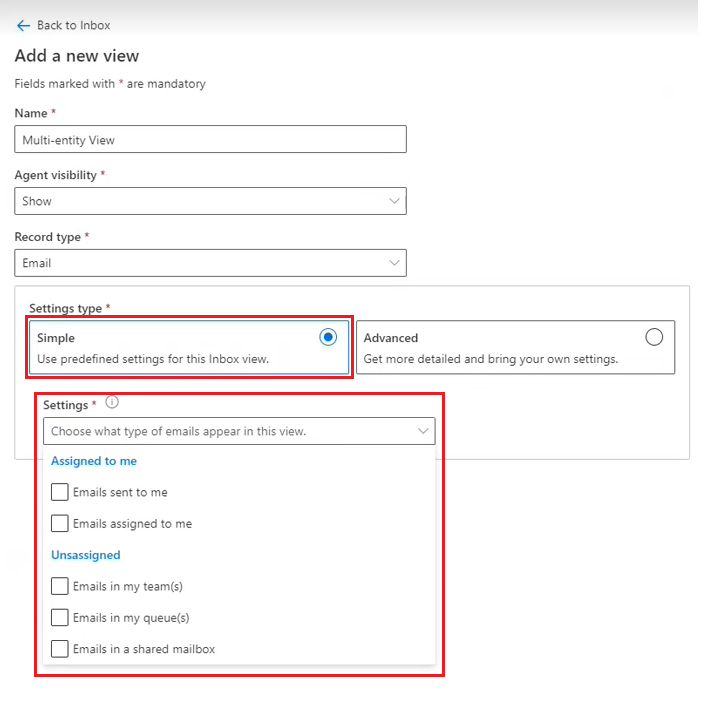 Back to Inbox
Add a new view
Fields marked with * are mandatory
Name *
Multi-entity View
Agent visibility *
Show
Record type *
Email
Settings type *
Simple
Use predefined settings for this Inbox view.
Advanced
Get more detailed and bring your own settings.
Settings *
Choose what type of emails appear in this view.
Assigned to me
Emails sent to me
Emails assigned to me
Unsassigned
Emails in my team(s)
Emails in my queue(s)
Emails in a shared mailbox